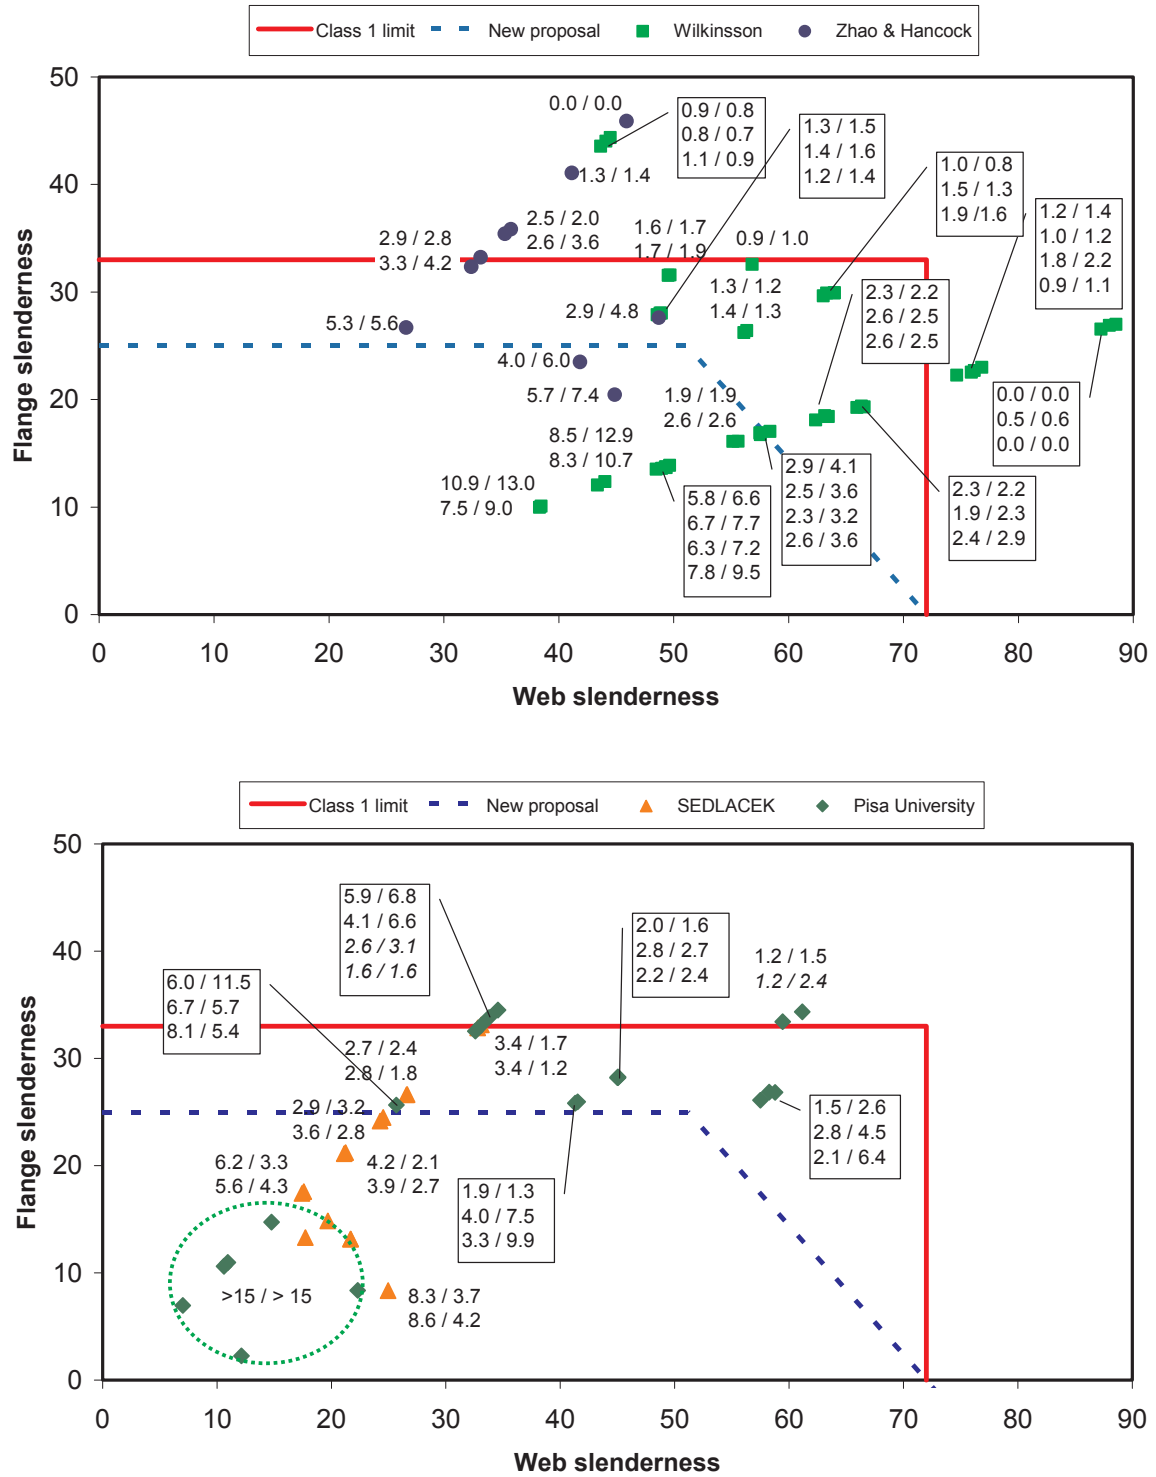 Class 1 limit New proposal Wilkinsson Zhao & Hancock
50
40
30
20
10
0
Flange slenderness
0.0 / 0.0
0.9 / 0.8
0.8 / 0.7
1.1 / 0.9
1.3 / 1.5
1.4 / 1.6
1.2 / 1.4
1.3 / 1.4
1.0 / 0.8
1.5 / 1.3
1.9 /1.6
1.2 / 1.4
1.0 / 1.2
1.8 / 2.2
0.9 / 1.1
2.5 / 2.0
2.6 / 3.6
1.6 / 1.7
1.7 / 1.9
0.9 / 1.0
2.9 / 2.8
3.3 / 4.2
1.3 / 1.2
1.4 / 1.3
2.3 / 2.2
2.6 / 2.5
2.6 / 2.5
5.3 / 5.6
2.9 / 4.8
4.0 / 6.0
5.7 / 7.4
1.9 / 1.9
2.6 / 2.6
0.0 / 0.0
0.5 / 0.6
0.0 / 0.0
8.5 / 12.9
8.3 / 10.7
10.9 / 13.0
7.5 / 9.0
5.8 / 6.6
6.7 / 7.7
6.3 / 7.2
7.8 / 9.5
2.9 / 4.1
2.5 / 3.6
2.3 / 3.2
2.6 / 3.6
2.3 / 2.2
1.9 / 2.3
2.4 / 2.9
0 10 20 30 40 50 60 70 80 90
Web slenderness
Class 1 limit New proposal SEDLACEK Pisa University
50
40
30
20
10
0
Flange slenderness
5.9 / 6.8
4.1 / 6.6
2.6 / 3.1
1.6 / 1.6
2.0 / 1.6
2.8 / 2.7
2.2 / 2.4
1.2 / 1.5
1.2 / 2.4
6.0 / 11.5
6.7 / 5.7
8.1 / 5.4
2.7 / 2.4
2.8 / 1.8
3.4 / 1.7
3.4 / 1.2
2.9 / 3.2
3.6 / 2.8
1.5 / 2.6
2.8 / 4.5
2.1 / 6.4
6.2 / 3.3
5.6 / 4.3
4.2 / 2.1
3.9 / 2.7
1.9 / 1.3
4.0 / 7.5
3.3 / 9.9
>15 / > 15
8.3 / 3.7
8.6 / 4.2
0 10 20 30 40 50 60 70 80 90
Web slenderness